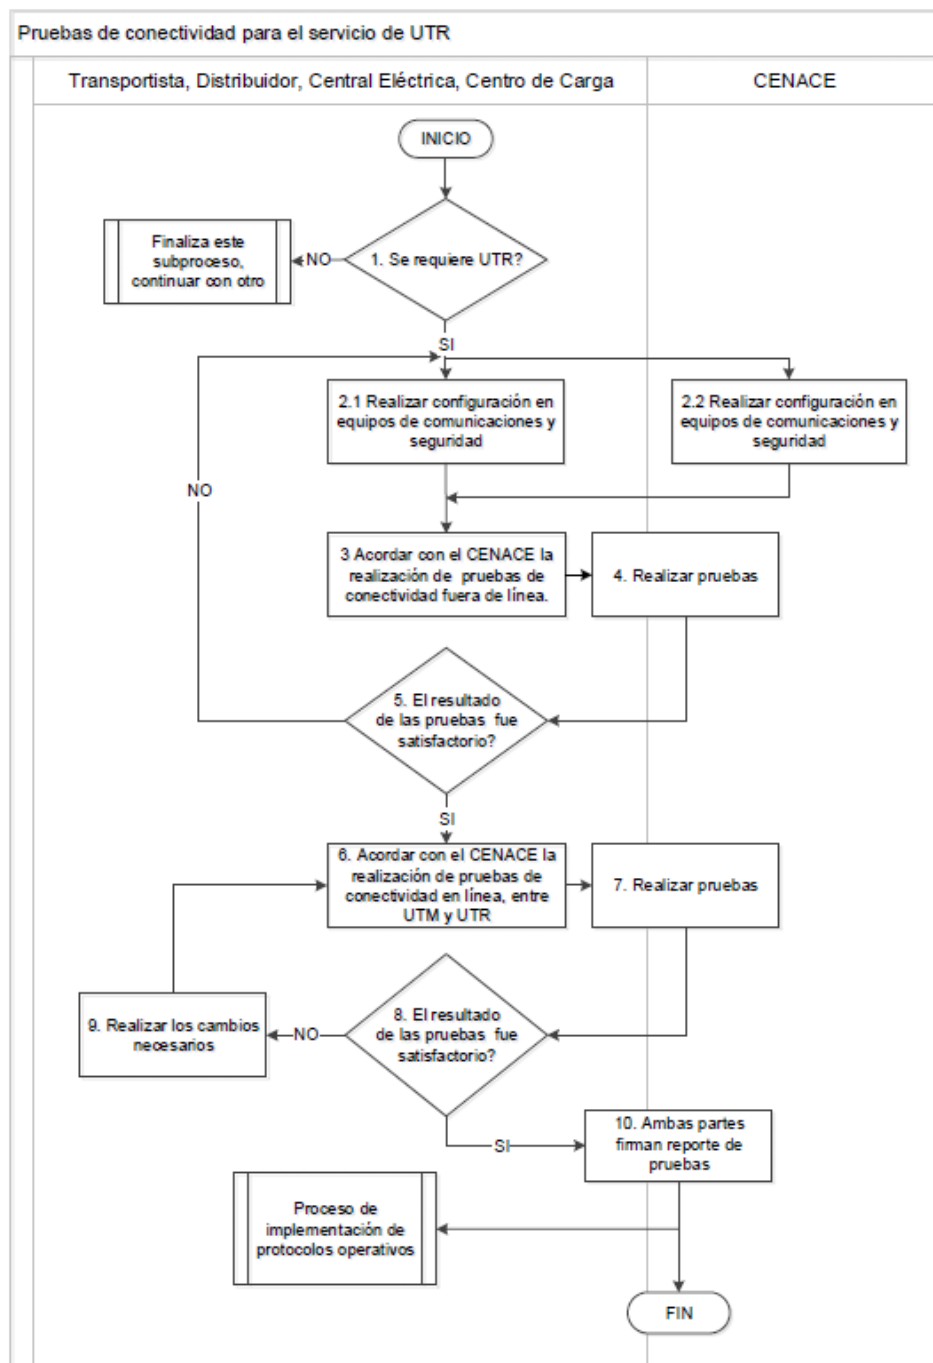 Pruebas de conectividad para el servicio de UTR
Transportista, Distribuidor, Central Eléctrica, Centro de Carga
CENACE
INICIO
1. Se requiere UTR?
NO
Finaliza este
subproceso,
continuar con otro
SI
2.1 Realizar configuración en
equipos de comunicaciones y
seguridad
2.2 Realizar configuración en
equipos de comunicaciones y
seguridad
NO
3 Acordar con el CENACE la
realización de pruebas de
conectividad fuera de línea.
4. Realizar pruebas
5. El resultado
de las pruebas fue
satisfactorio?
SI
6. Acordar con el CENACE la
realización de pruebas de
conectividad en línea, entre
UTM y UTR
7. Realizar pruebas
8. El resultado
de las pruebas fue
satisfactorio?
NO
9. Realizar los cambios
necesarios
SI
10. Ambas partes
firman reporte de
pruebas
Proceso de
implementación de
protocolos operativos
FIN